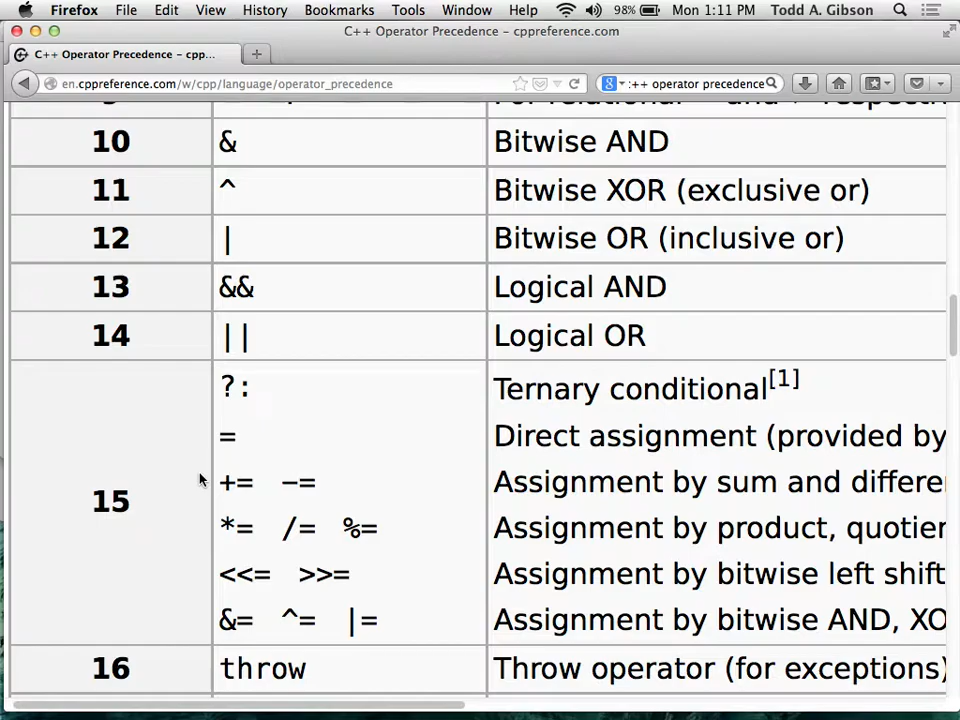 Firefox File Edit View History Bookmarks Tools Window Help 98% Mon 1:11 PM Todd A. Gibson
C++ Operator Precedence - cppreference.com
C++ Operator Precedence - cpp...
en.cppreference.com/w/cpp/language/operator_precedence
:++ operator precedence
10 & Bitwise AND
11 ^ Bitwise XOR (exclusive or)
12 | Bitwise OR (inclusive or)
13 && Logical AND
14 || Logical OR
?: Ternary conditional[1]
= Direct assignment (provided by
+= -= Assignment by sum and differe
15
*= /= %= Assignment by product, quotien
<<= >>= Assignment by bitwise left shift
&= ^= |= Assignment by bitwise AND, XO
16 throw Throw operator (for exceptions)